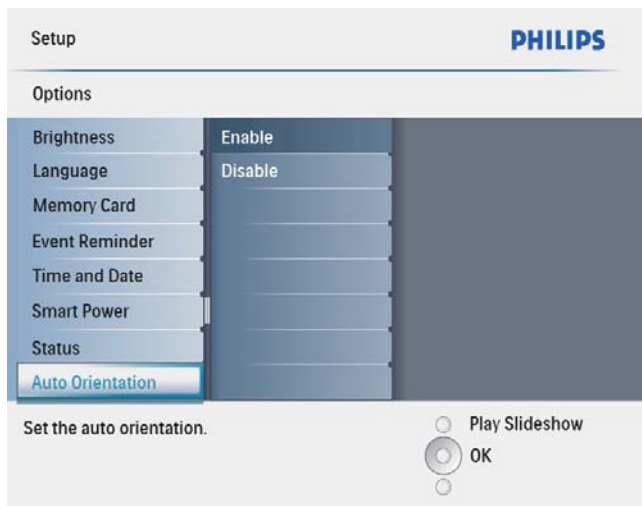 Setup
PHILIPS
Options
Brightness
Enable
Language
Disable
Memory Card
Event Reminder
Time and Date
Smart Power
Status
Auto Orientation
Set the auto orientation.
Play Slideshow
OK